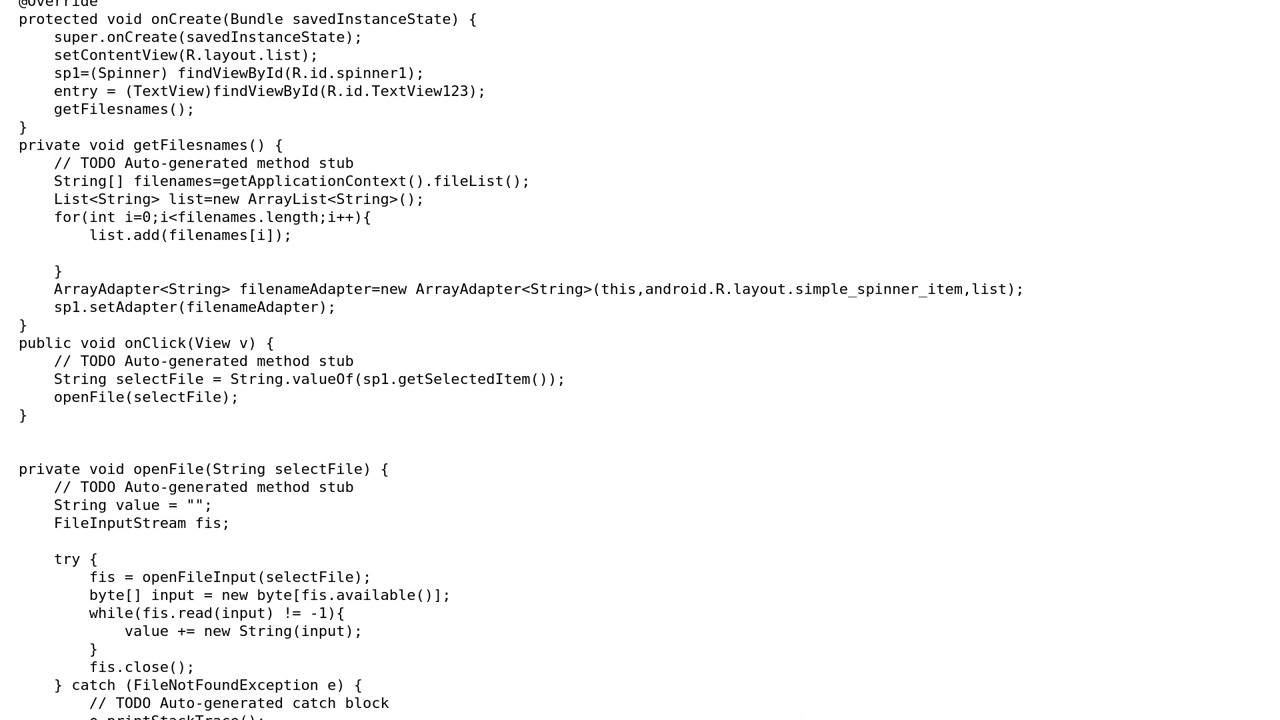 @Override
protected void onCreate(Bundle savedInstanceState) {
    super.onCreate(savedInstanceState);
    setContentView(R.layout.list);
    sp1=(Spinner) findViewById(R.id.spinner1);
    entry = (TextView)findViewById(R.id.TextView123);
    getFilesnames();
}
private void getFilesnames() {
    // TODO Auto-generated method stub
    String[] filenames=getApplicationContext().fileList();
    List<String> list=new ArrayList<String>();
    for(int i=0;i<filenames.length;i++){
        list.add(filenames[i]);

    }
    ArrayAdapter<String> filenameAdapter=new ArrayAdapter<String>(this,android.R.layout.simple_spinner_item,list);
    sp1.setAdapter(filenameAdapter);
}
public void onClick(View v) {
    // TODO Auto-generated method stub
    String selectFile = String.valueOf(sp1.getSelectedItem());
    openFile(selectFile);
}


private void openFile(String selectFile) {
    // TODO Auto-generated method stub
    String value = "";
    FileInputStream fis;

    try {
        fis = openFileInput(selectFile);
        byte[] input = new byte[fis.available()];
        while(fis.read(input) != -1){
            value += new String(input);
        }
        fis.close();
    } catch (FileNotFoundException e) {
        // TODO Auto-generated catch block
        e.printStackTrace();